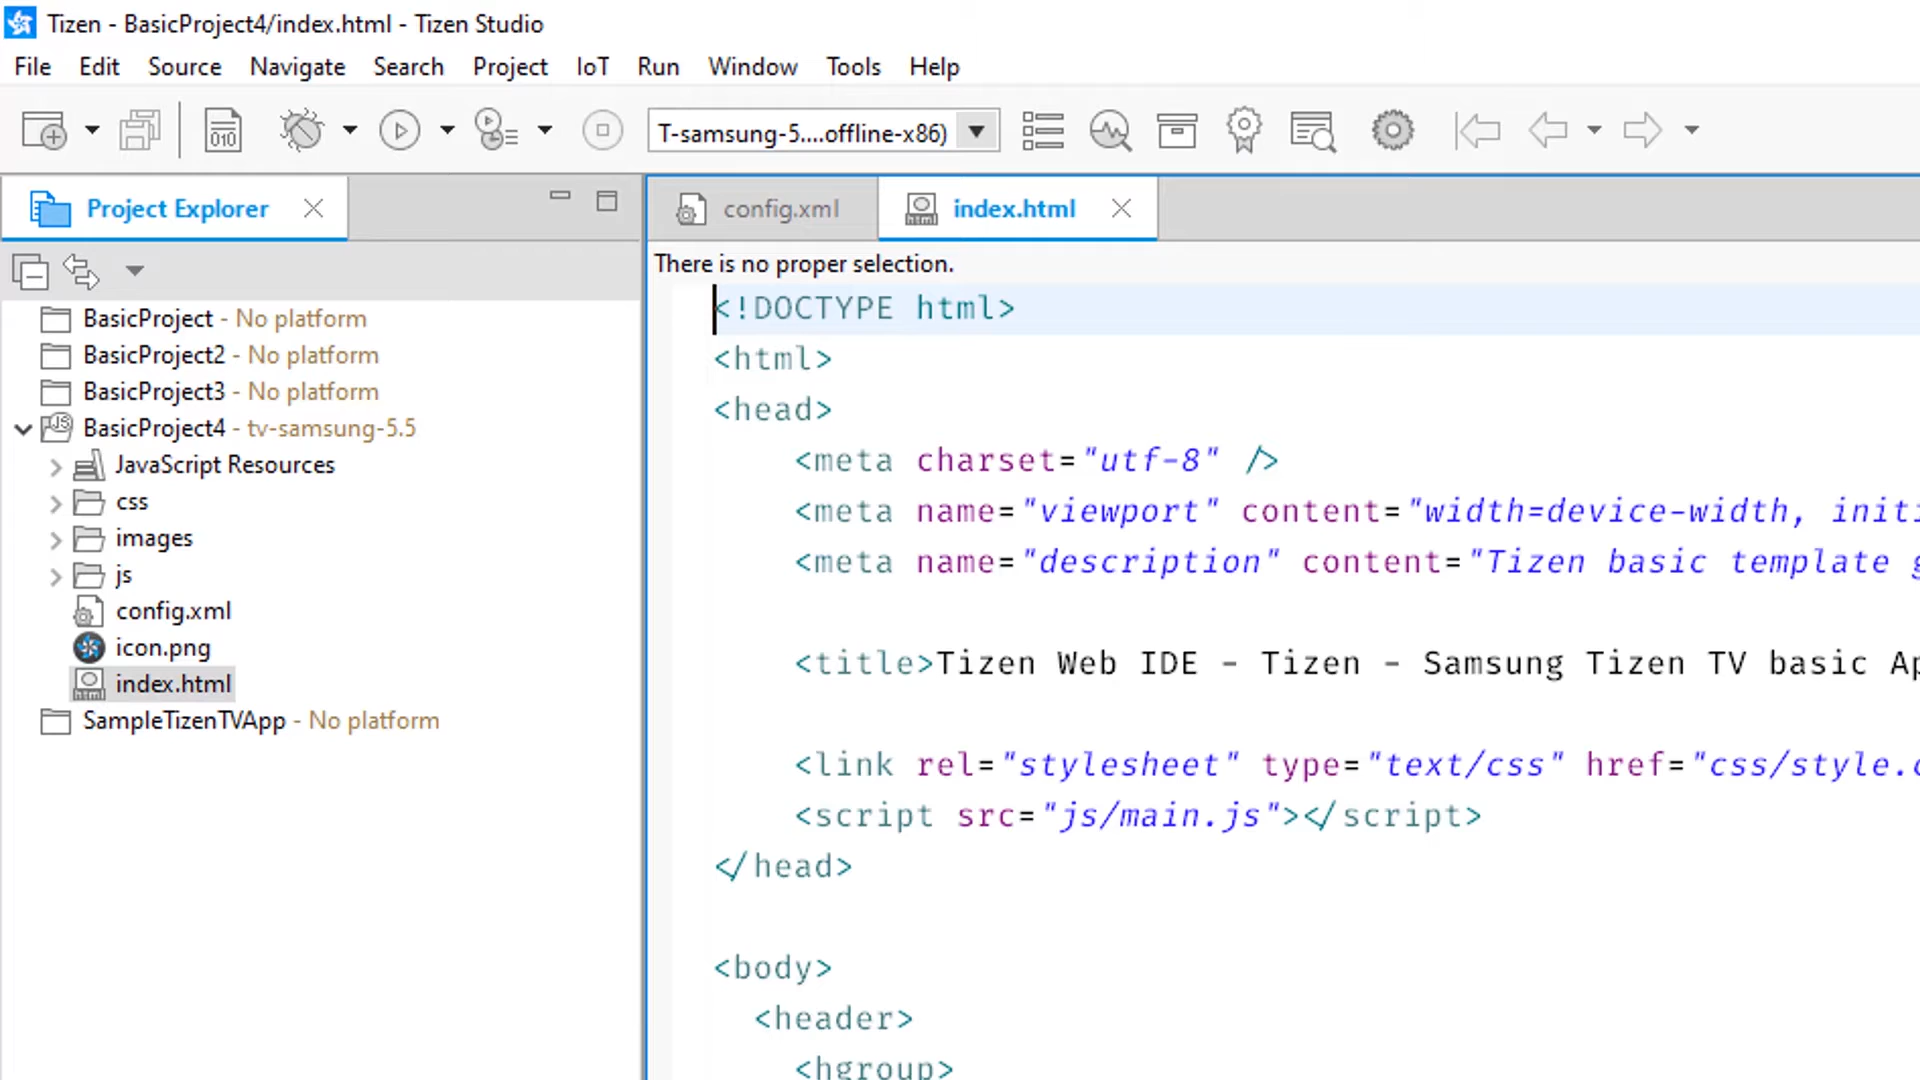 Tizen - BasicProject4/index.html - Tizen Studio
File Edit Source Navigate Search Project IoT Run Window Tools Help
010
T-samsung-5....offline-x86)
Project Explorer
config.xml
index.html
There is no proper selection.
BasicProject - No platform
BasicProject2 - No platform
BasicProject3 - No platform
BasicProject4 - tv-samsung-5.5
JavaScript Resources
css
images
js
config.xml
icon.png
index.html
SampleTizenTVApp - No platform
<!DOCTYPE html>
<html>
<head>
<meta charset="utf-8" />
<meta name="viewport" content="width=device-width, initi
<meta name="description" content="Tizen basic template g
<title>Tizen Web IDE - Tizen - Samsung Tizen TV basic Ap
<link rel="stylesheet" type="text/css" href="css/style.c
<script src="js/main.js"></script>
</head>
<body>
<header>
<hgroup>